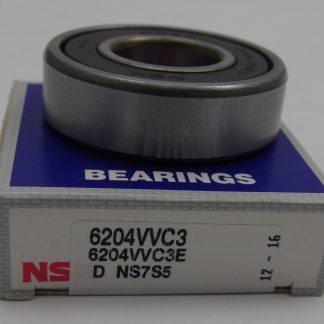 BEARINGS
6204VVC3
6204VVC3E
D NS7S5
NS
12 - 16